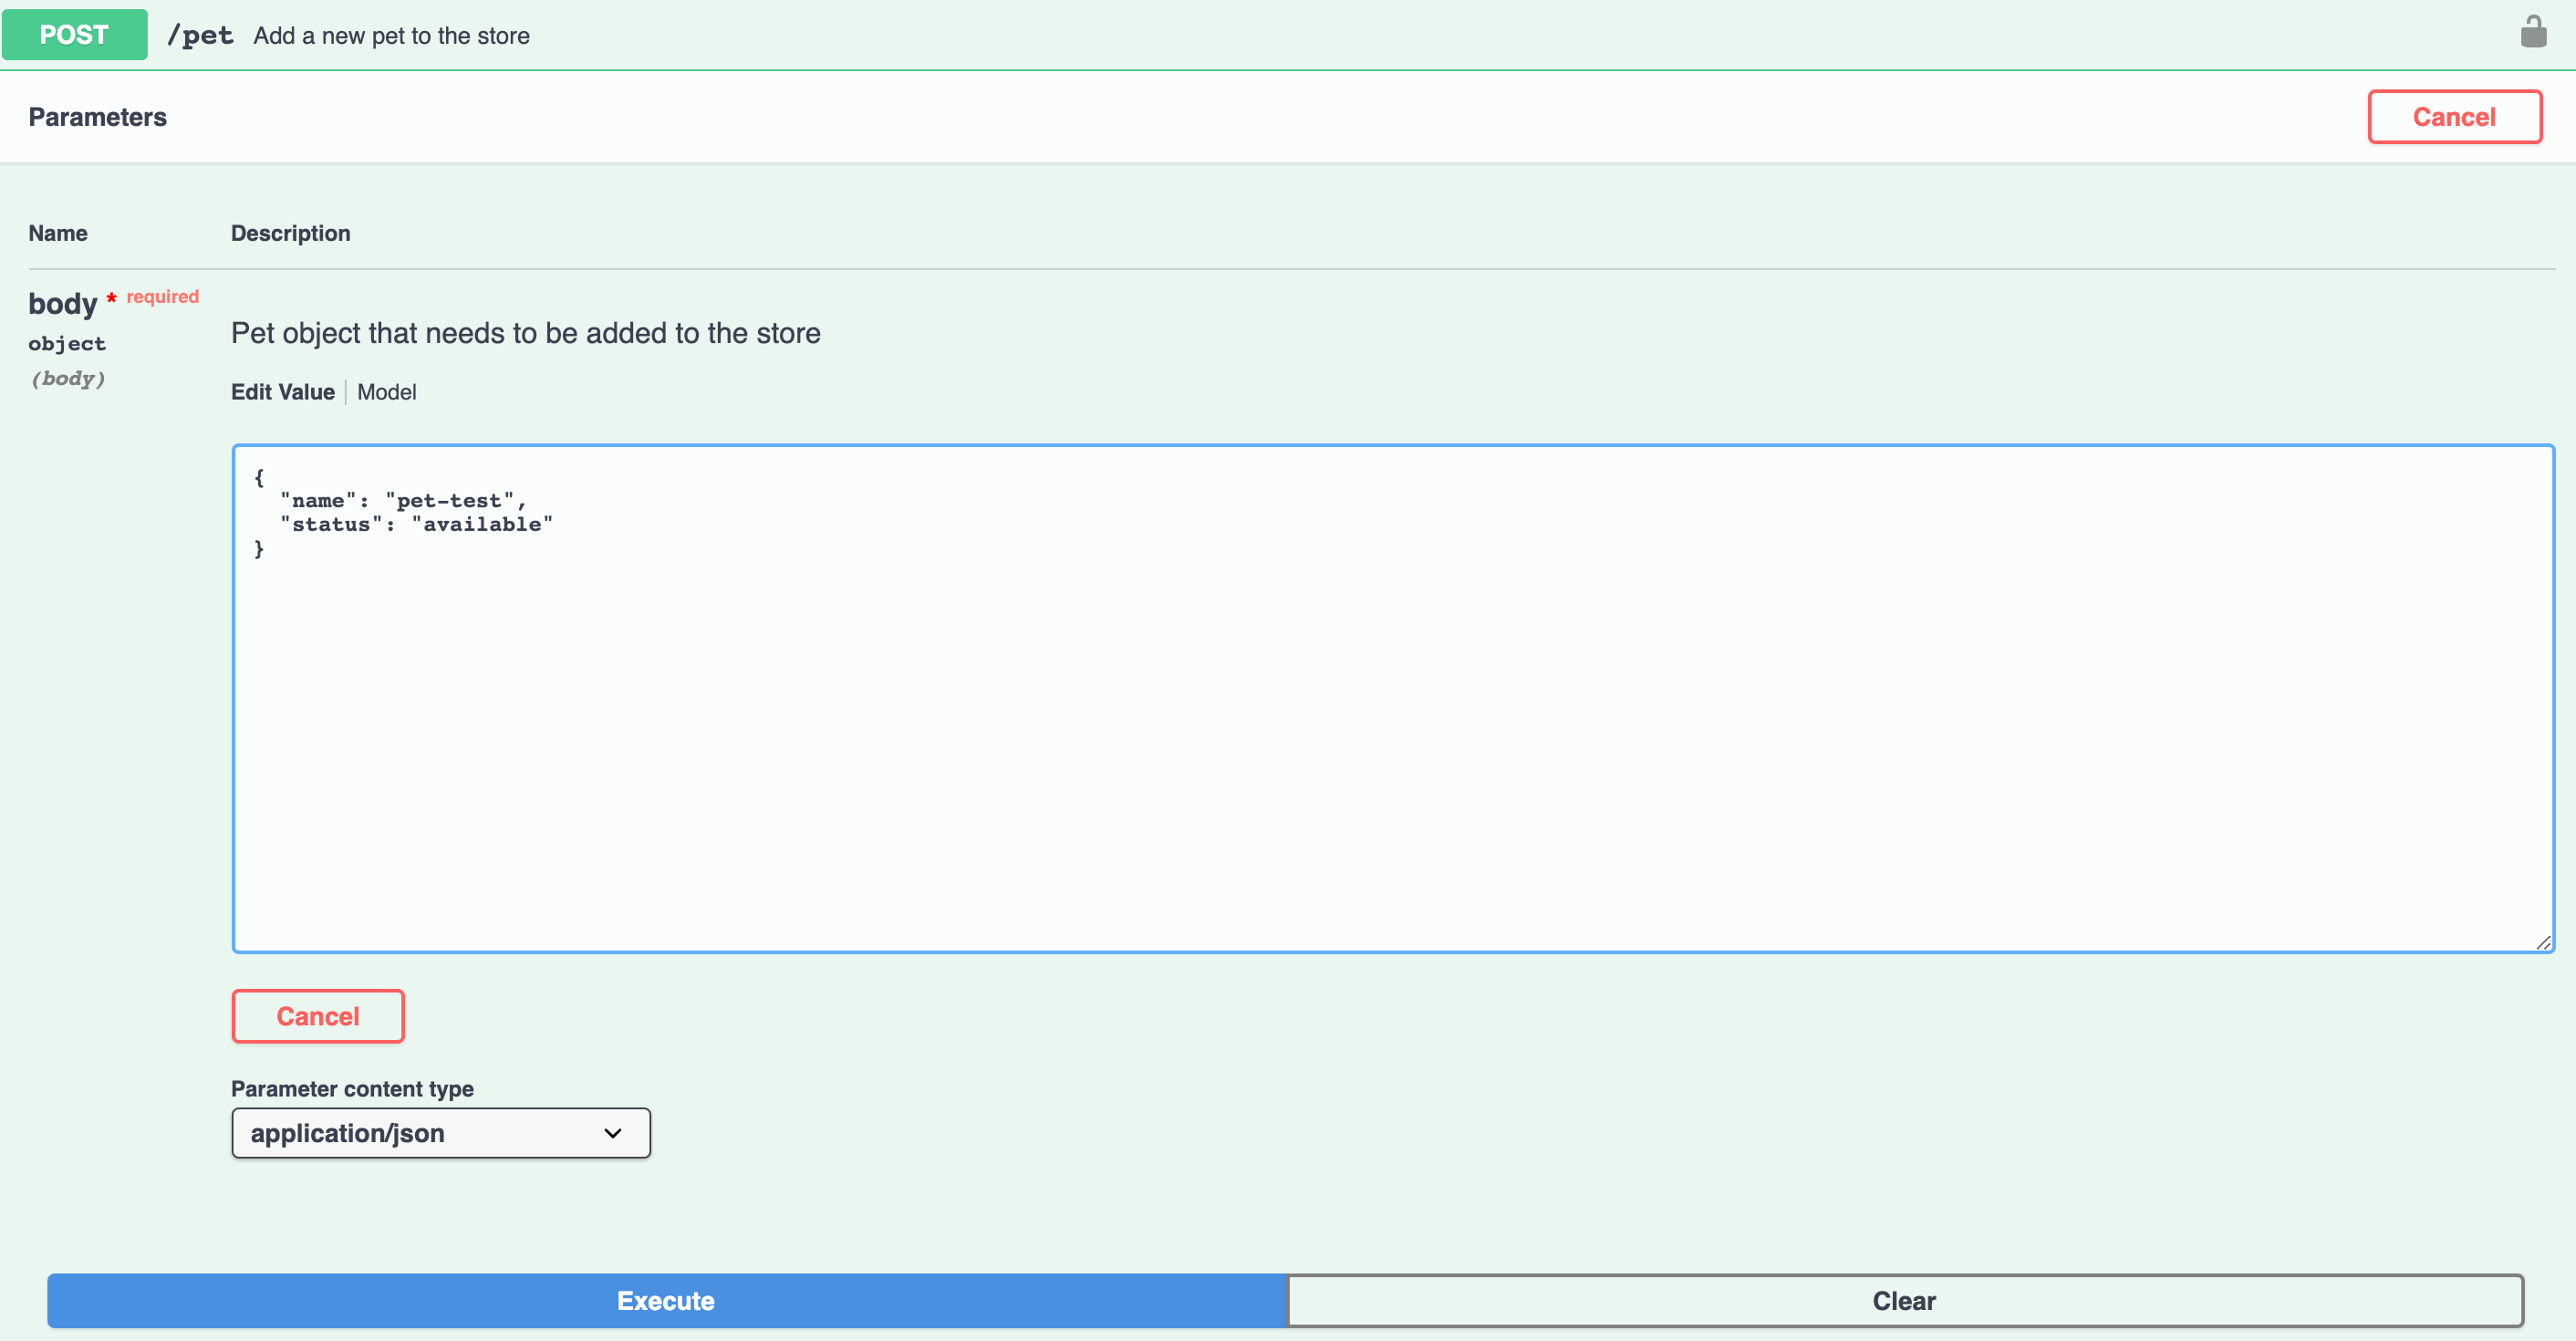 POST /pet Add a new pet to the store
Parameters Cancel
Name Description
body * required
object
(body)
Pet object that needs to be added to the store
Edit Value | Model
{
  "name": "pet-test",
  "status": "available"
}
Cancel
Parameter content type
application/json
Execute Clear